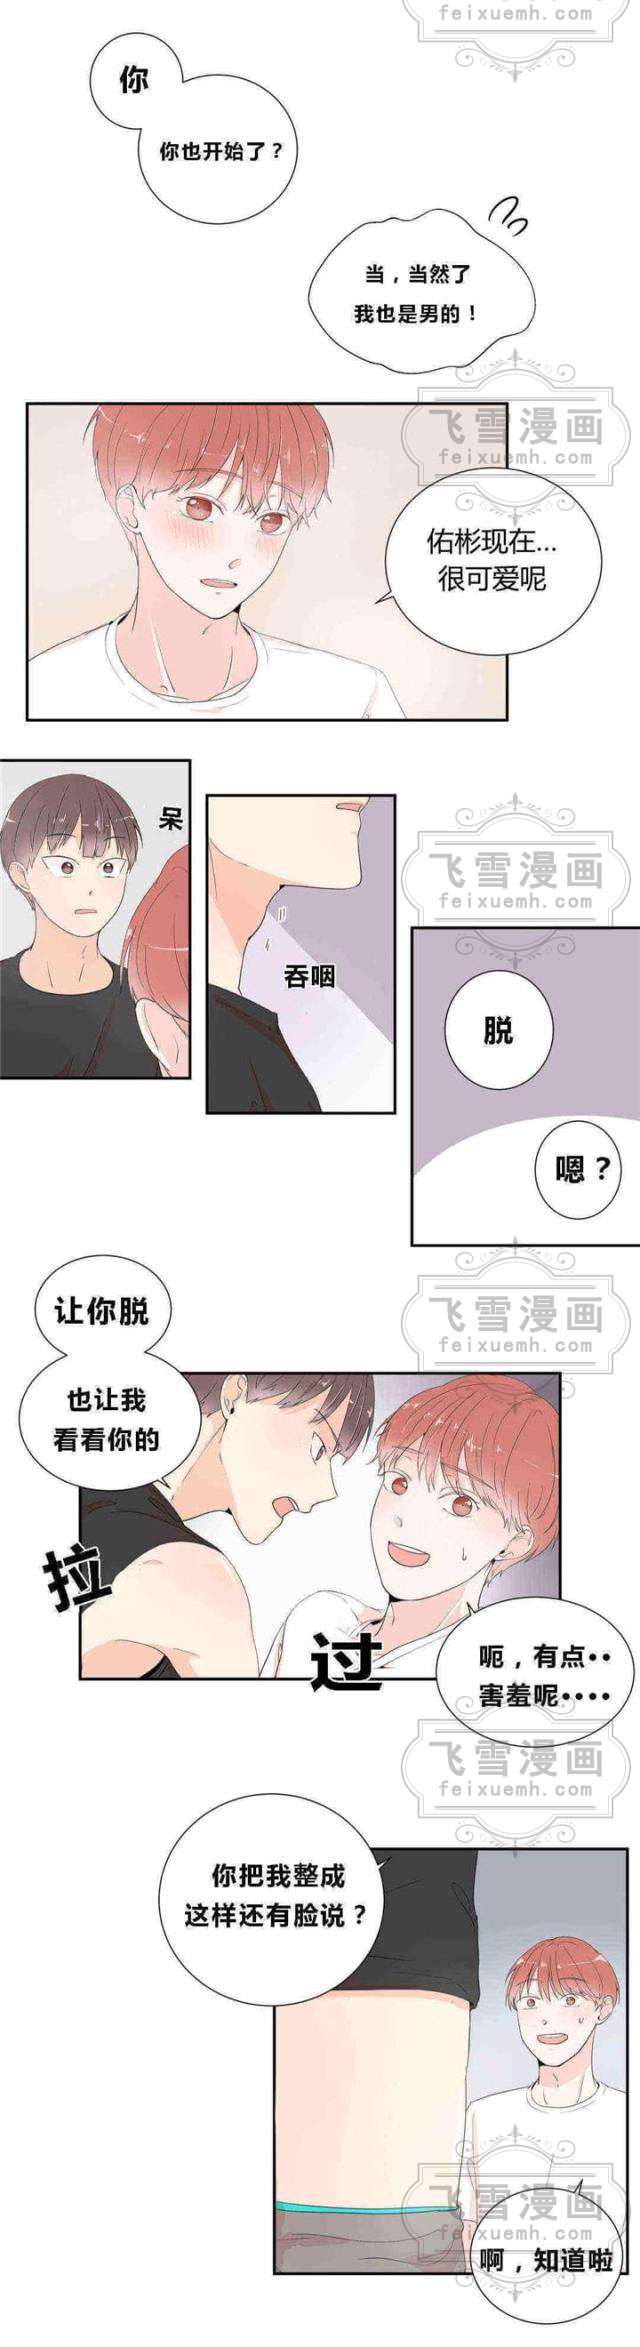 feixuemh.com
你
你也开始了？
当，当然了
我也是男的！
飞雪漫画
feixuemh.com
佑彬现在...
很可爱呢
呆
吞咽
飞雪漫画
feixuemh.com
脱
嗯？
飞雪漫画
feixuemh.com
让你脱
也让我
看看你的
拉
过
呃，有点••
害羞呢••••
飞雪漫画
feixuemh.com
你把我整成
这样还有脸说？
飞雪漫画
feixuemh.com
啊，知道啦